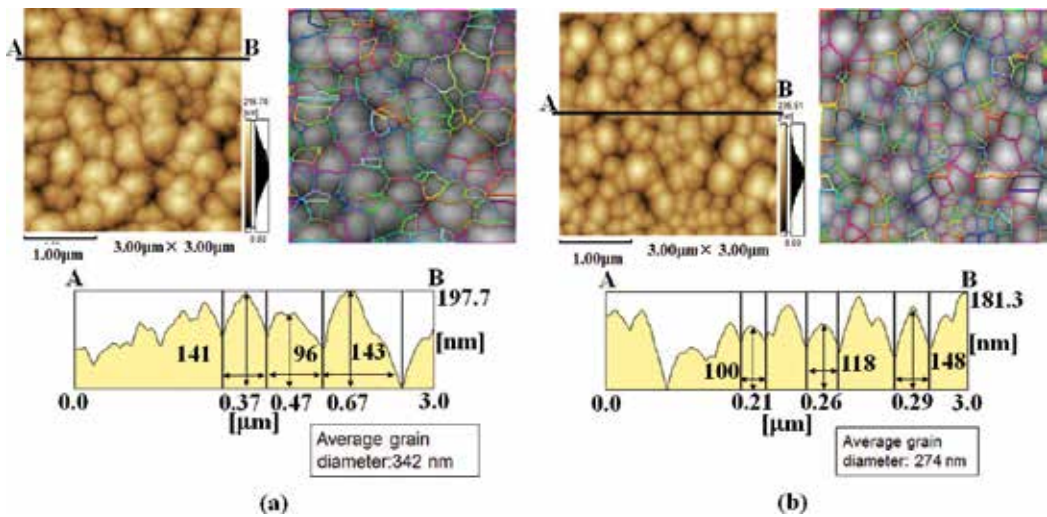 A
B
1.00μm
3.00μm× 3.00μm
A
B
197.7
[nm]
141
96
143
0.0
0.37
0.47
0.67
3.0
[μm]
Average grain
diameter:342 nm
(a)
A
B
1.00μm
3.00μm× 3.00μm
A
B
181.3
[nm]
100
118
148
0.0
0.21
0.26
0.29
3.0
[μm]
Average grain
diameter: 274 nm
(b)